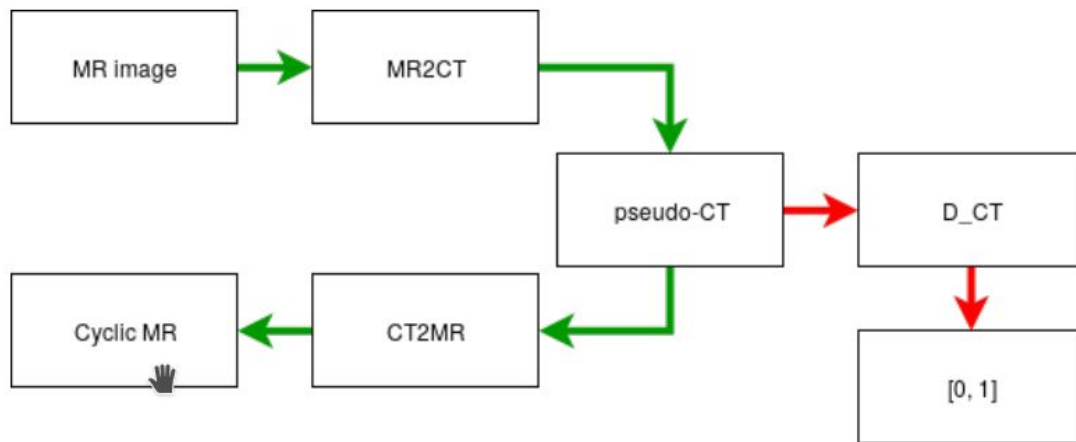 MR image
MR2CT
pseudo-CT
D_CT
Cyclic MR
CT2MR
[0, 1]